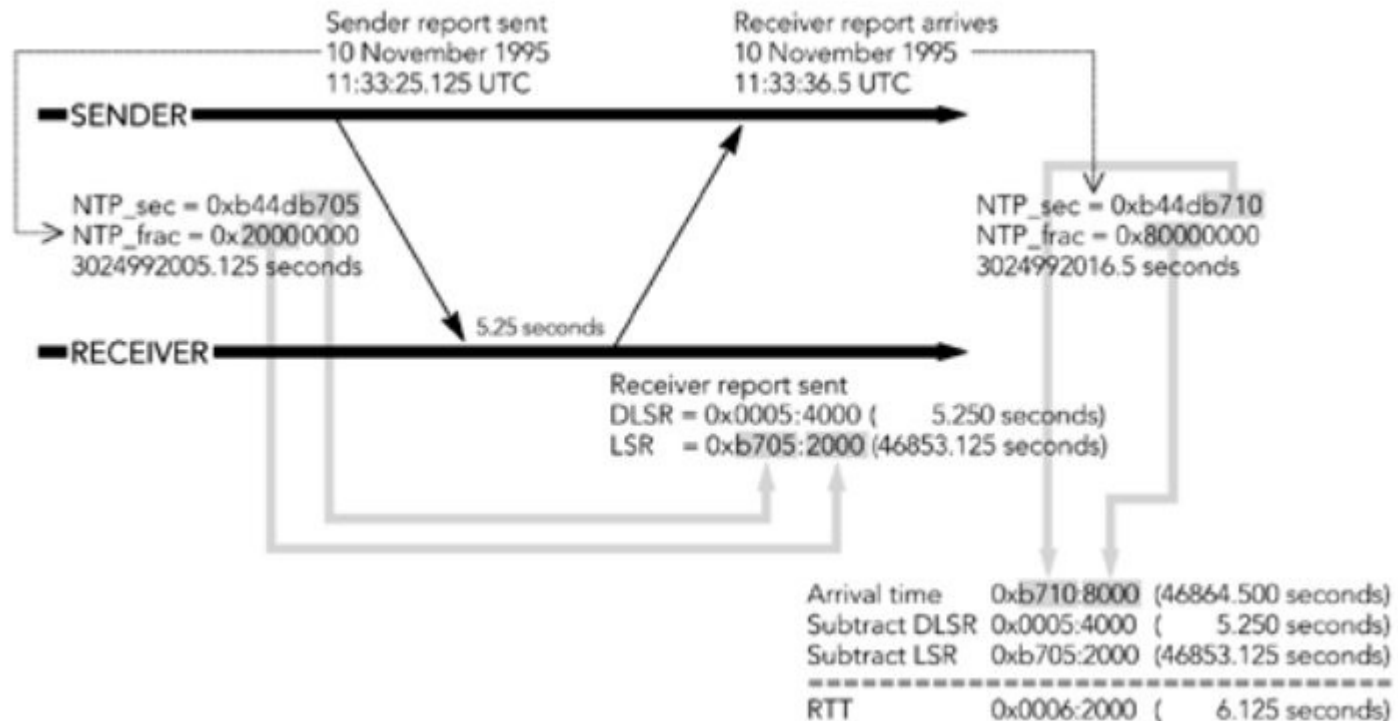 Sender report sent
10 November 1995
11:33:25.125 UTC
Receiver report arrives
10 November 1995
11:33:36.5 UTC
SENDER
NTP_sec = 0xb44db705
NTP_frac = 0x20000000
3024992005.125 seconds
NTP_sec = 0xb44db710
NTP_frac = 0x80000000
3024992016.5 seconds
5.25 seconds
RECEIVER
Receiver report sent
DLSR = 0x0005:4000 ( 5.250 seconds)
LSR = 0xb705:2000 (46853.125 seconds)
Arrival time 0xb710:8000 (46864.500 seconds)
Subtract DLSR 0x0005:4000 ( 5.250 seconds)
Subtract LSR 0xb705:2000 (46853.125 seconds)
RTT 0x0006:2000 ( 6.125 seconds)